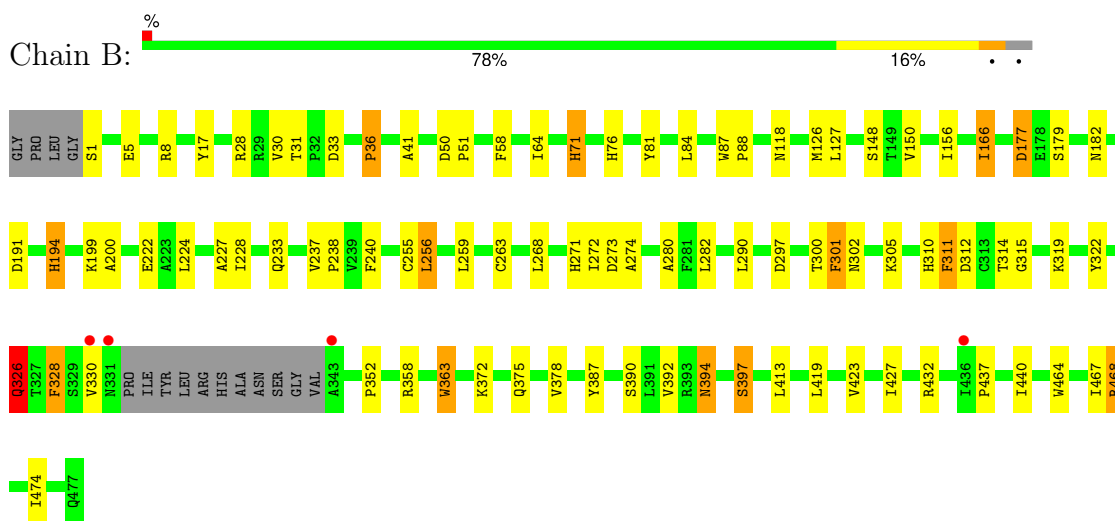 %
Chain B:
78% 16% • •
GLY PRO LEU GLY S1 E5 R8 Y17 R28 R29 V30 T31 P32 D33 P36 A41 D50 P51 F58 I64 H71 H76 Y81 L84 W87 P88 N118 M126 L127 S148 T149 V150 I156 I166 D177 E178 S179 N182
D191 H194 K199 A200 E222 A223 L224 A227 I228 Q233 V237 P238 V239 F240 C255 L256 L259 C263 L268 H271 I272 D273 A274 A280 F281 L282 L290 D297 T300 F301 N302 K305 H310 F311 D312 C313 T314 G315 K319 Y322
Q326 T327 F328 S329 V330 N331 PRO ILE TYR LEU ARG HIS ALA ASN SER GLY VAL A343 P352 R358 W363 K372 Q375 V378 Y387 S390 L391 V392 R393 N394 S397 L413 L419 V423 I427 R432 I436 P437 I440 W464 I467 R468
I474 Q477